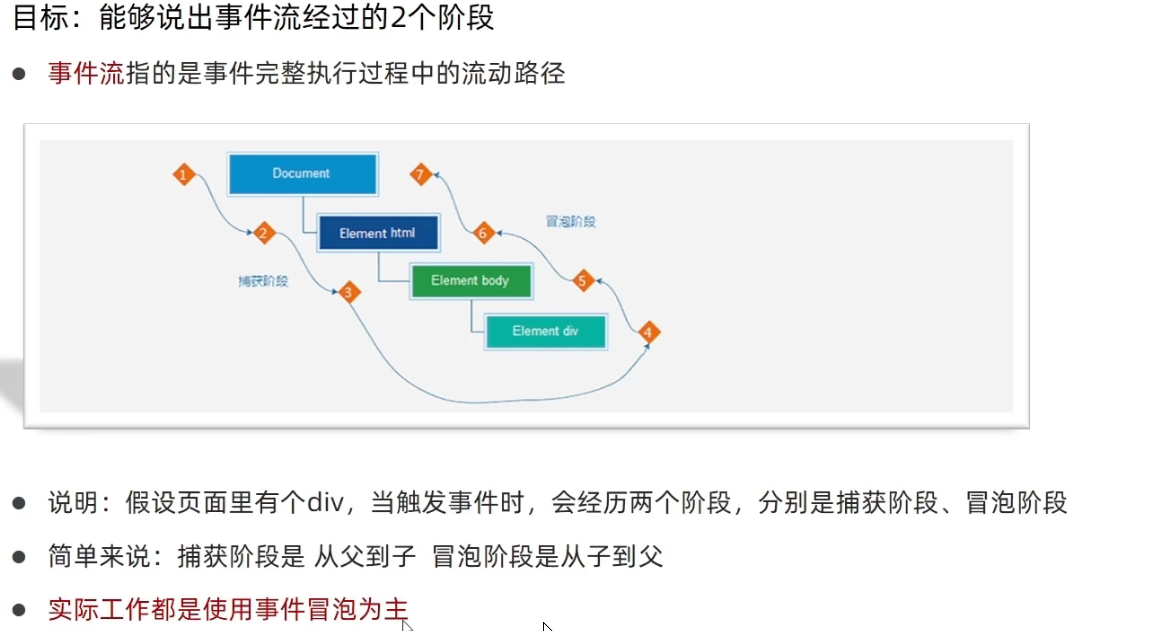 目标：能够说出事件流经过的2个阶段
● 事件流指的是事件完整执行过程中的流动路径
1 Document 7
2 Element html 6 冒泡阶段
捕获阶段 3 Element body 5
Element div 4
● 说明：假设页面里有个div，当触发事件时，会经历两个阶段，分别是捕获阶段、冒泡阶段
● 简单来说：捕获阶段是 从父到子 冒泡阶段是从子到父
● 实际工作都是使用事件冒泡为主